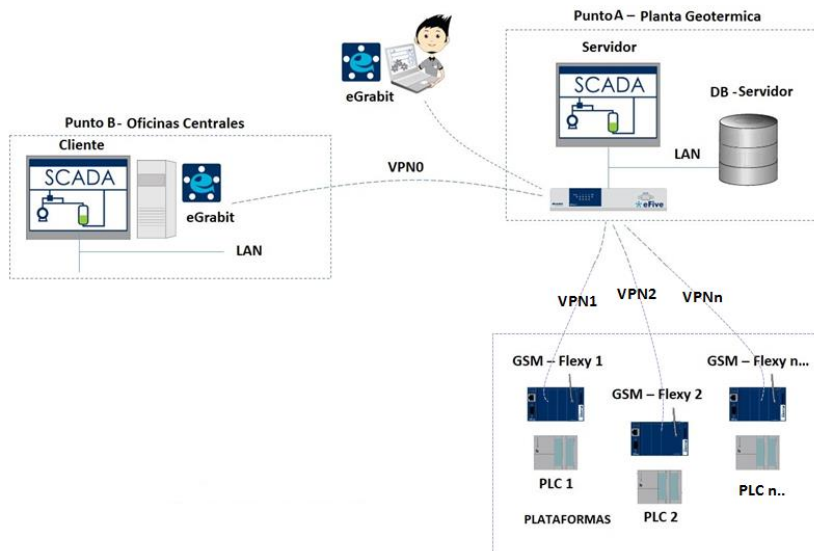 Punto A – Planta Geotermica
Servidor
SCADA
DB - Servidor
LAN
eFive
eGrabit
Punto B - Oficinas Centrales
Cliente
SCADA
eGrabit
LAN
VPN0
VPN1
VPN2
VPNn
GSM – Flexy 1
GSM – Flexy 2
GSM – Flexy n...
PLC 1
PLC 2
PLC n..
PLATAFORMAS